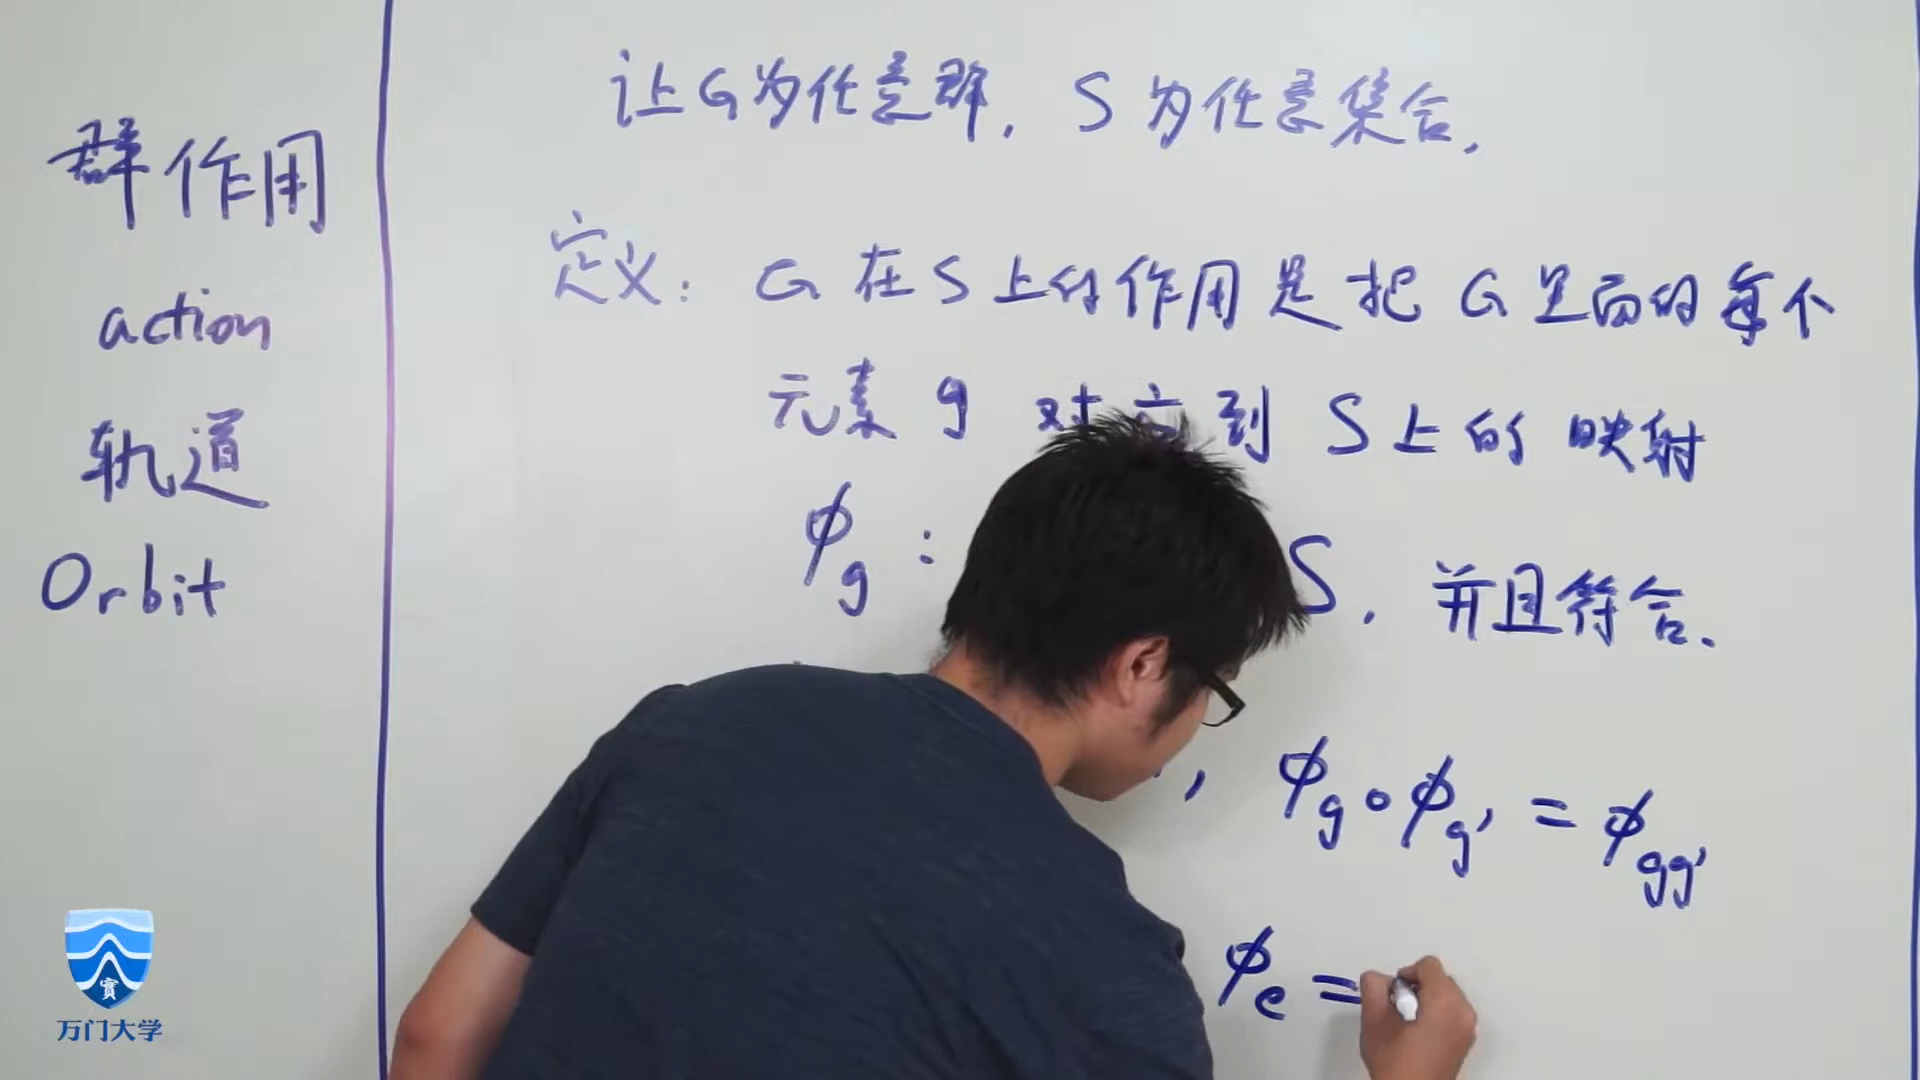 群作用
action
轨道
Orbit
让G为任意群, S为任意集合,
定义: G在S上的作用是把G里面的每个
元素 g 对应到 S上的映射
φg : S, 并且符合.
, φg∘φg' = φgg'
φe =
實
万门大学